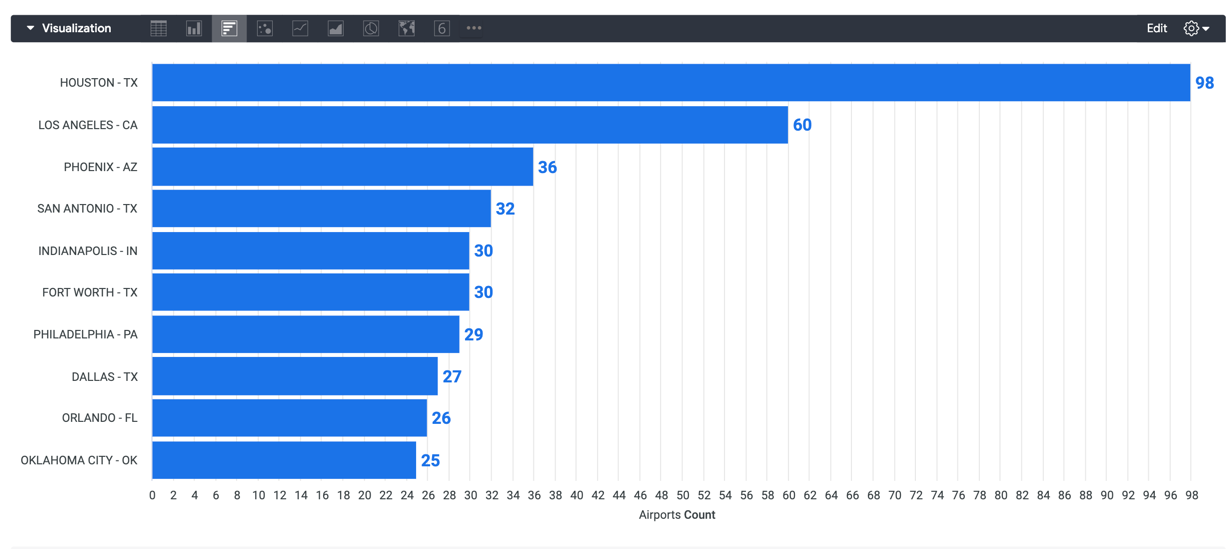 Visualization
6
Edit
HOUSTON - TX 98
LOS ANGELES - CA 60
PHOENIX - AZ 36
SAN ANTONIO - TX 32
INDIANAPOLIS - IN 30
FORT WORTH - TX 30
PHILADELPHIA - PA 29
DALLAS - TX 27
ORLANDO - FL 26
OKLAHOMA CITY - OK 25
0 2 4 6 8 10 12 14 16 18 20 22 24 26 28 30 32 34 36 38 40 42 44 46 48 50 52 54 56 58 60 62 64 66 68 70 72 74 76 78 80 82 84 86 88 90 92 94 96 98
Airports Count